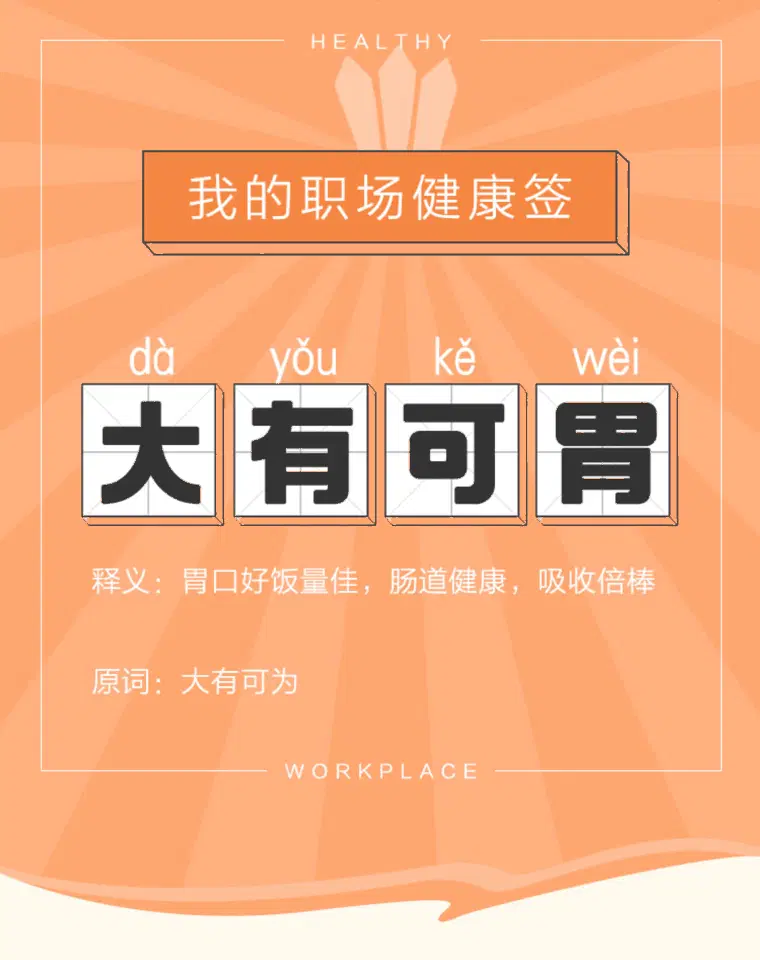 HEALTHY
我的职场健康签
dà yǒu kě wèi
大有可胃
释义：胃口好饭量佳，肠道健康，吸收倍棒
原词：大有可为
WORKPLACE